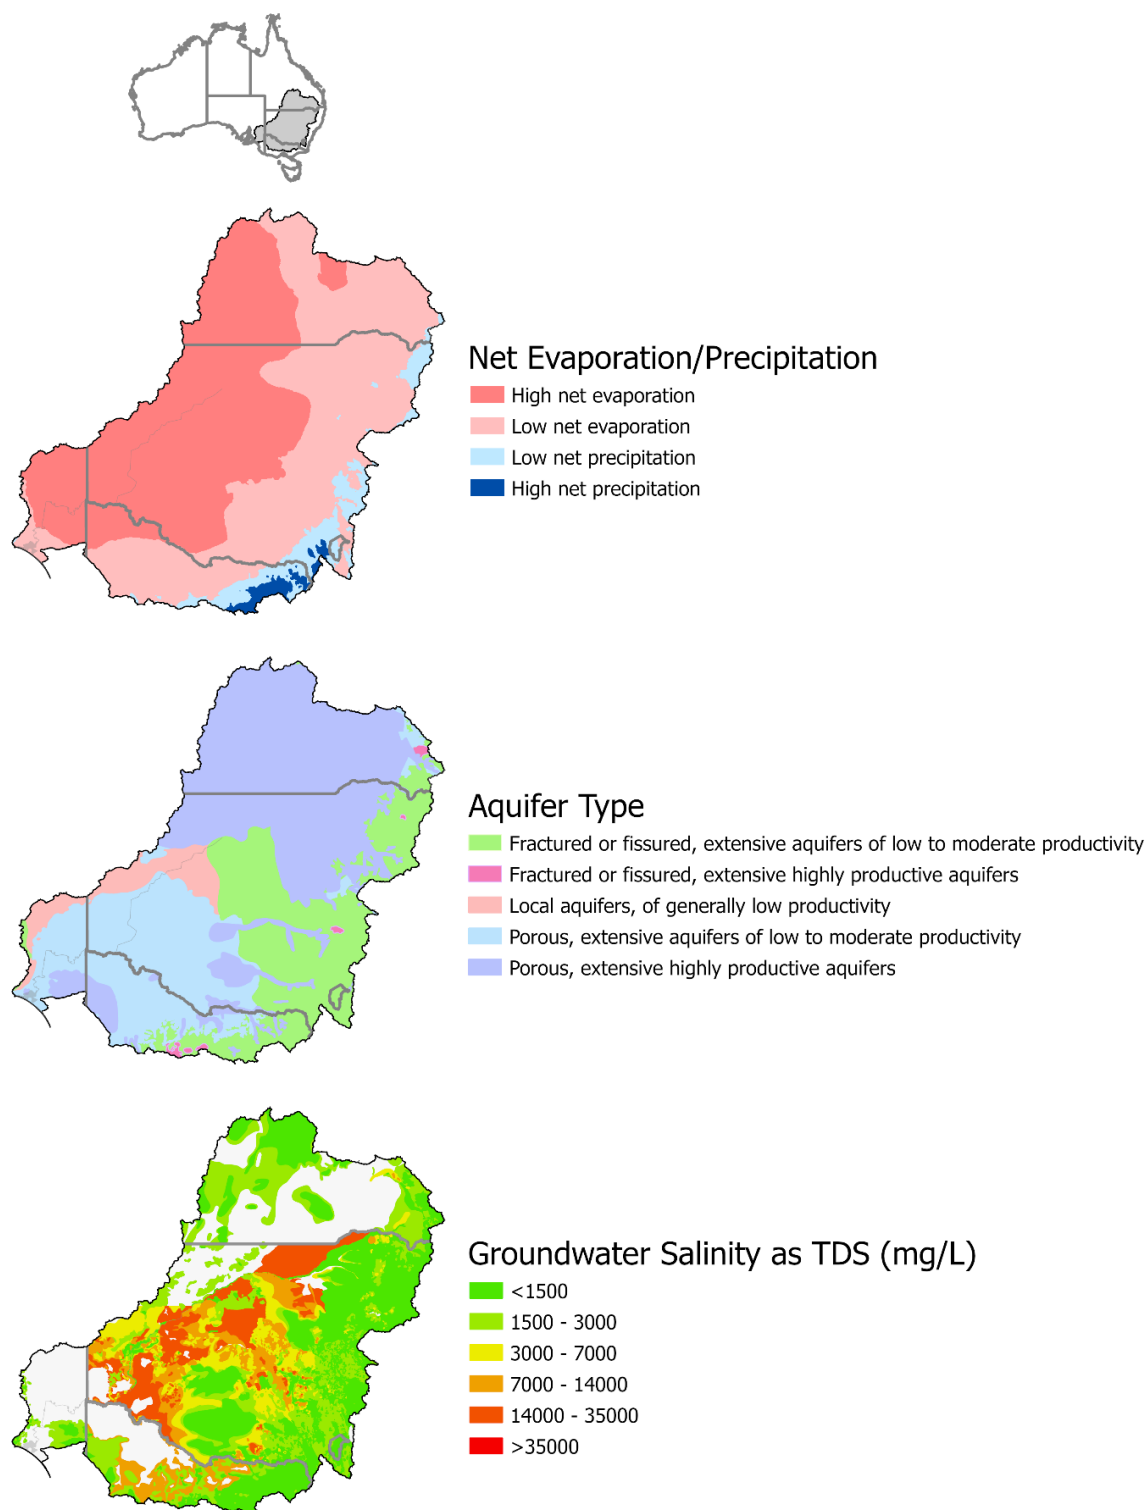 Net Evaporation/Precipitation
High net evaporation
Low net evaporation
Low net precipitation
High net precipitation
Aquifer Type
Fractured or fissured, extensive aquifers of low to moderate productivity
Fractured or fissured, extensive highly productive aquifers
Local aquifers, of generally low productivity
Porous, extensive aquifers of low to moderate productivity
Porous, extensive highly productive aquifers
Groundwater Salinity as TDS (mg/L)
<1500
1500 - 3000
3000 - 7000
7000 - 14000
14000 - 35000
>35000